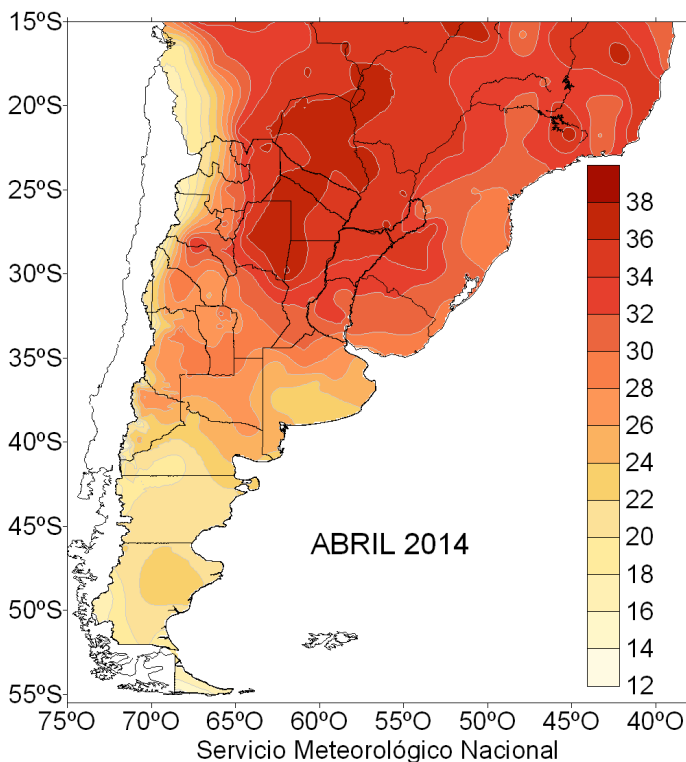 15ºS
20ºS
25ºS
30ºS
35ºS
40ºS
45ºS
50ºS
55ºS
38
36
34
32
30
28
26
24
22
20
18
16
14
12
ABRIL 2014
75ºO 70ºO 65ºO 60ºO 55ºO 50ºO 45ºO 40ºO
Servicio Meteorológico Nacional